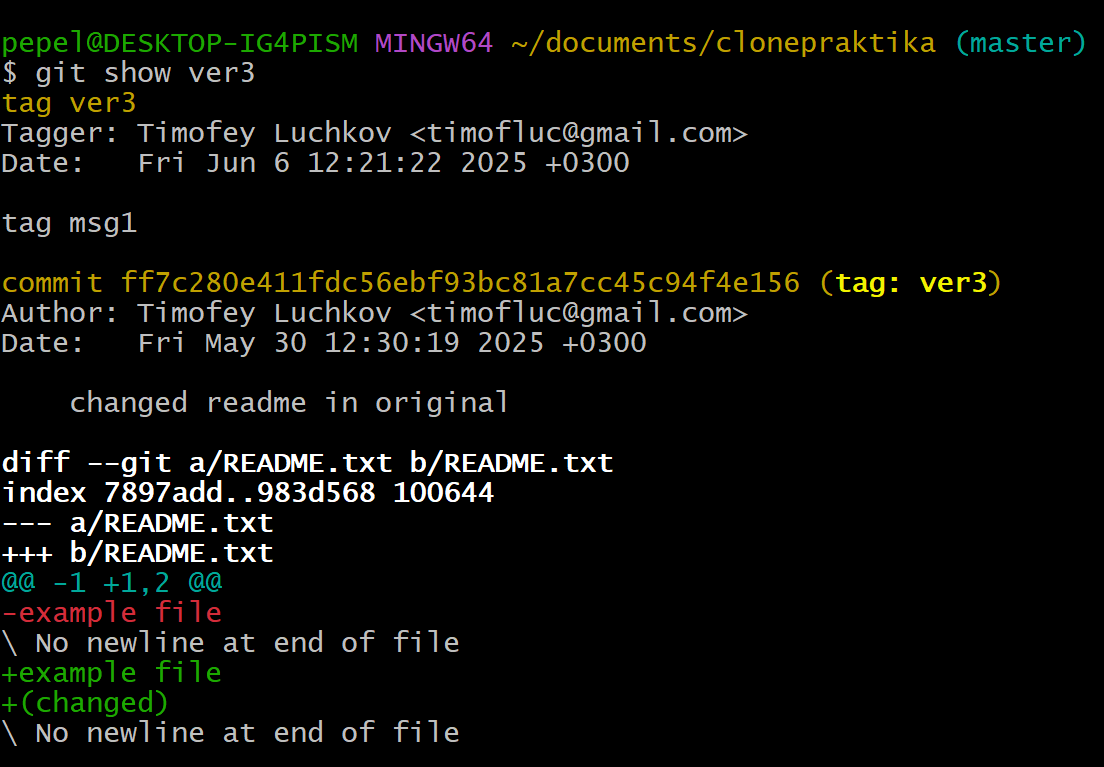 pepel@DESKTOP-IG4PISM MINGW64 ~/documents/clonepraktika (master)
$ git show ver3
tag ver3
Tagger: Timofey Luchkov <timofluc@gmail.com>
Date:   Fri Jun 6 12:21:22 2025 +0300

tag msg1

commit ff7c280e411fdc56ebf93bc81a7cc45c94f4e156 (tag: ver3)
Author: Timofey Luchkov <timofluc@gmail.com>
Date:   Fri May 30 12:30:19 2025 +0300

    changed readme in original

diff --git a/README.txt b/README.txt
index 7897add..983d568 100644
--- a/README.txt
+++ b/README.txt
@@ -1 +1,2 @@
-example file
\ No newline at end of file
+example file
+(changed)
\ No newline at end of file